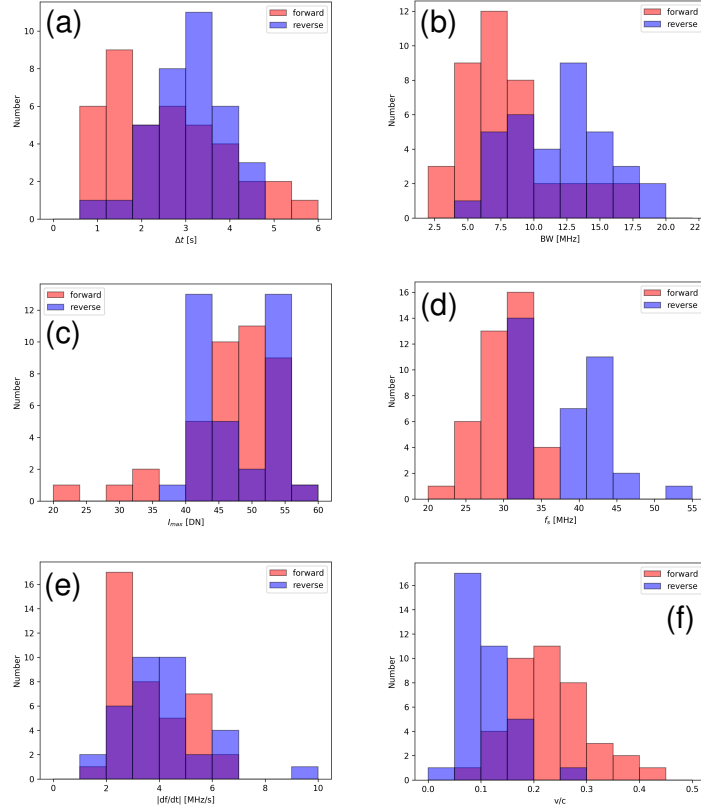 (a)
forward
reverse
10
8
6
4
2
0
Number
0 1 2 3 4 5 6
Δt [s]
(b)
forward
reverse
12
10
8
6
4
2
0
Number
2.5 5.0 7.5 10.0 12.5 15.0 17.5 20.0 22
BW [MHz]
forward
reverse
(c)
12
10
8
6
4
2
0
Number
20 25 30 35 40 45 50 55 60
I_max [DN]
(d)
forward
reverse
16
14
12
10
8
6
4
2
0
Number
20 25 30 35 40 45 50 55
f_s [MHz]
(e)
forward
reverse
16
14
12
10
8
6
4
2
0
Number
0 2 4 6 8 10
|df/dt| [MHz/s]
forward
reverse
(f)
16
14
12
10
8
6
4
2
0
Number
0.0 0.1 0.2 0.3 0.4 0.5
v/c